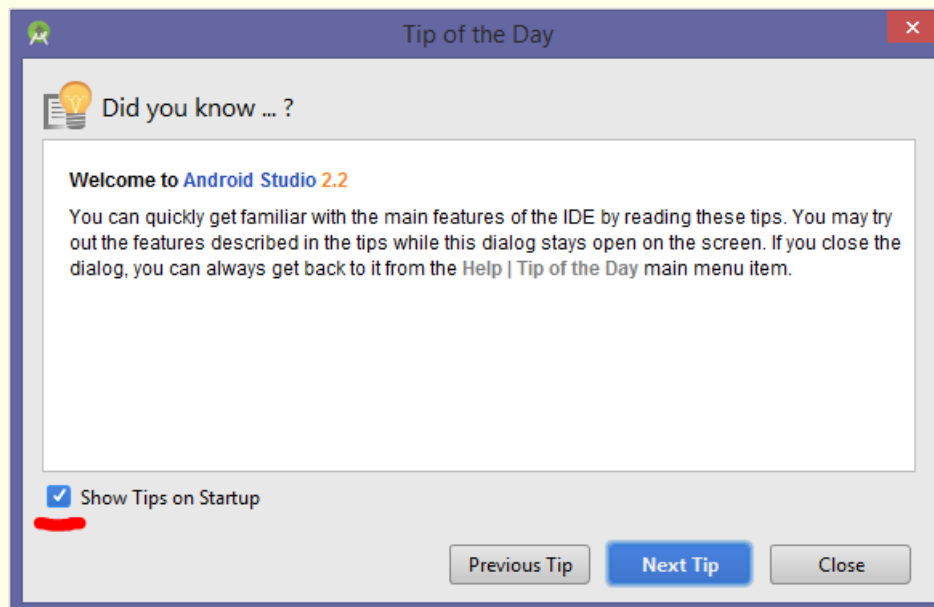 Tip of the Day
Did you know ... ?
Welcome to Android Studio 2.2
You can quickly get familiar with the main features of the IDE by reading these tips. You may try
out the features described in the tips while this dialog stays open on the screen. If you close the
dialog, you can always get back to it from the Help | Tip of the Day main menu item.
Show Tips on Startup
Previous Tip
Next Tip
Close